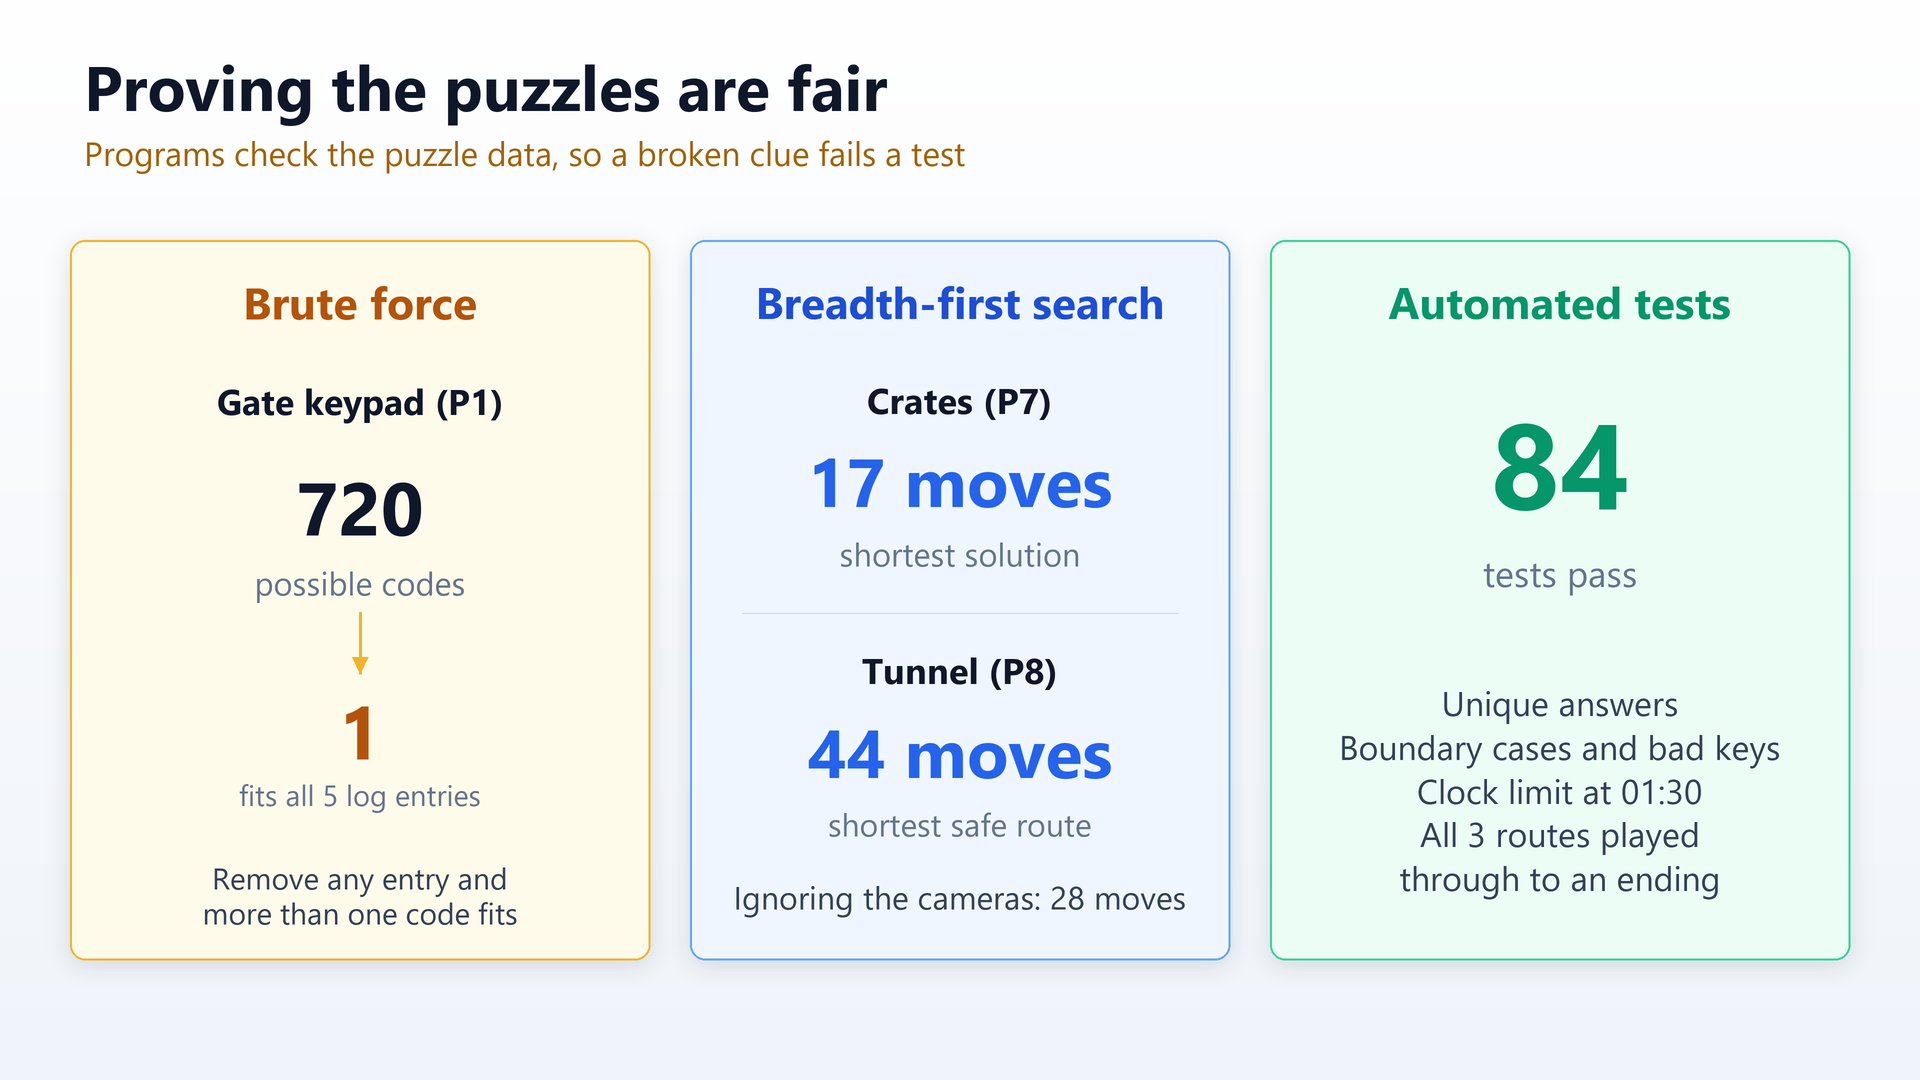 Proving the puzzles are fair
Programs check the puzzle data, so a broken clue fails a test
Brute force
Gate keypad (P1)
720
possible codes
1
fits all 5 log entries
Remove any entry and
more than one code fits
Breadth-first search
Crates (P7)
17 moves
shortest solution
Tunnel (P8)
44 moves
shortest safe route
Ignoring the cameras: 28 moves
Automated tests
84
tests pass
Unique answers
Boundary cases and bad keys
Clock limit at 01:30
All 3 routes played
through to an ending